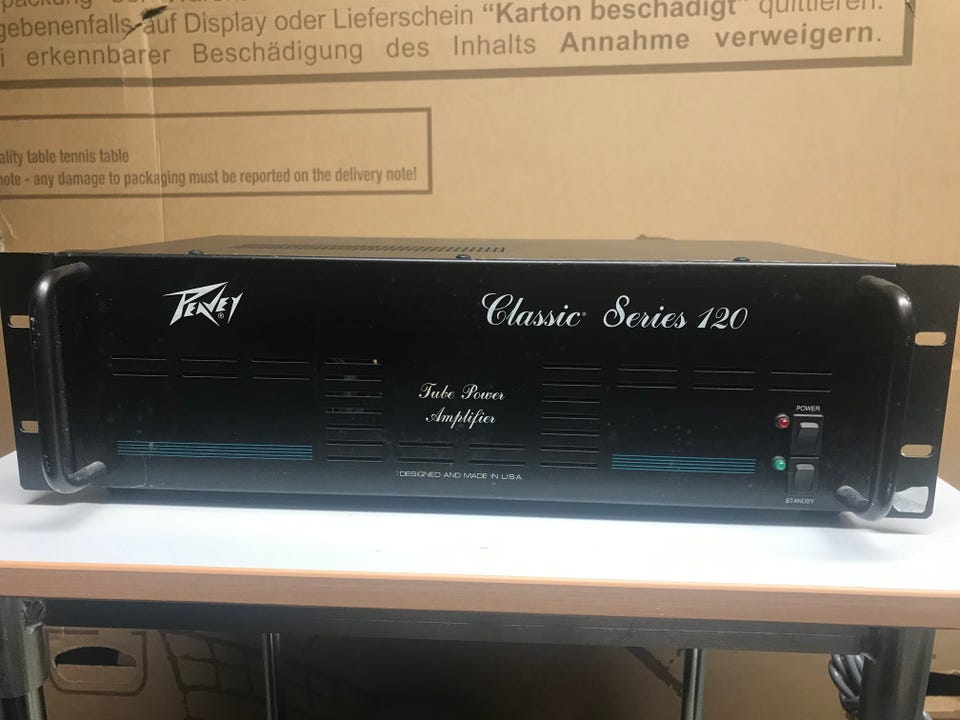 gebenenfalls auf Display oder Lieferschein “Karton beschädigt” quittieren.
i erkennbarer Beschädigung des Inhalts Annahme verweigern.
ality table tennis table
note - any damage to packaging must be reported on the delivery note!
PEAVEY®
Classic® Series 120
Tube Power
Amplifier
POWER
DESIGNED AND MADE IN U.S.A.
STANDBY